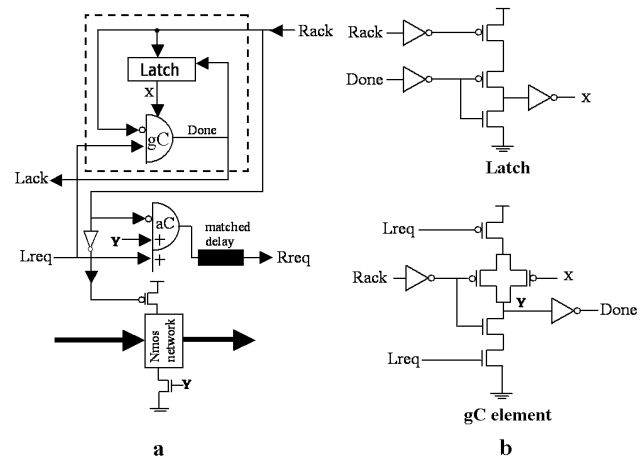 Rack
Latch
X
Done
gC
Lack
aC
Y
+
matched
delay
Lreq
+
Rreq
Nmos
network
Y
a
Rack
Done
X
Latch
Lreq
Rack
X
Y
Done
Lreq
gC element
b